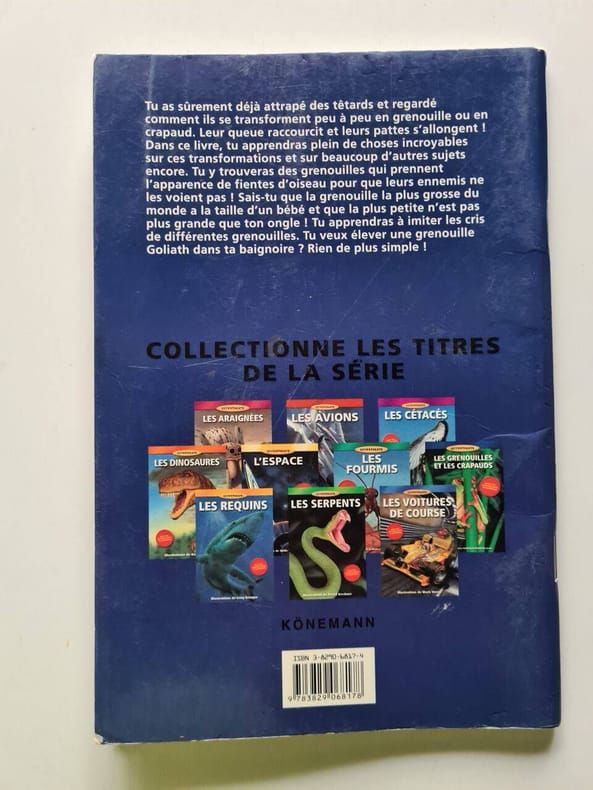 Tu as sûrement déjà attrapé des têtards et regardé
comment ils se transforment peu à peu en grenouille ou en
crapaud. Leur queue raccourcit et leurs pattes s'allongent !
Dans ce livre, tu apprendras plein de choses incroyables
sur ces transformations et sur beaucoup d'autres sujets
encore. Tu y trouveras des grenouilles qui prennent
l'apparence de fientes d'oiseau pour que leurs ennemis ne
les voient pas ! Sais-tu que la grenouille la plus grosse du
monde a la taille d'un bébé et que la plus petite n'est pas
plus grande que ton ongle ! Tu apprendras à imiter les cris
de différentes grenouilles. Tu veux élever une grenouille
Goliath dans ta baignoire ? Rien de plus simple !
COLLECTIONNE LES TITRES
DE LA SÉRIE
LES ARAIGNÉES
LES AVIONS
LES CÉTACÉS
LES DINOSAURES
L'ESPACE
LES
FOURMIS
LES GRENOUILLES
ET LES CRAPAUDS
LES REQUINS
LES SERPENTS
LES VOITURES
DE COURSE
KÖNEMANN
ISBN 3-8290-6817-4
9 783829 068178